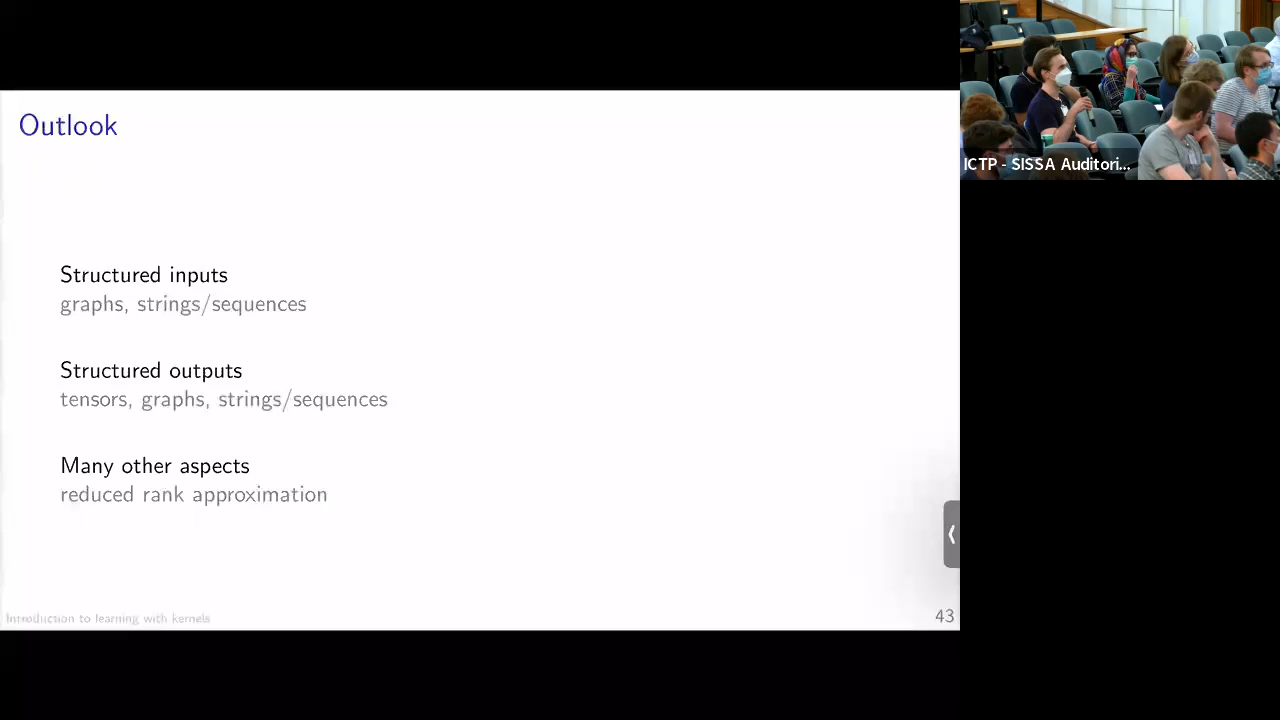 Outlook
Structured inputs
graphs, strings/sequences
Structured outputs
tensors, graphs, strings/sequences
Many other aspects
reduced rank approximation
Introduction to learning with kernels
43
ICTP - SISSA Auditori...